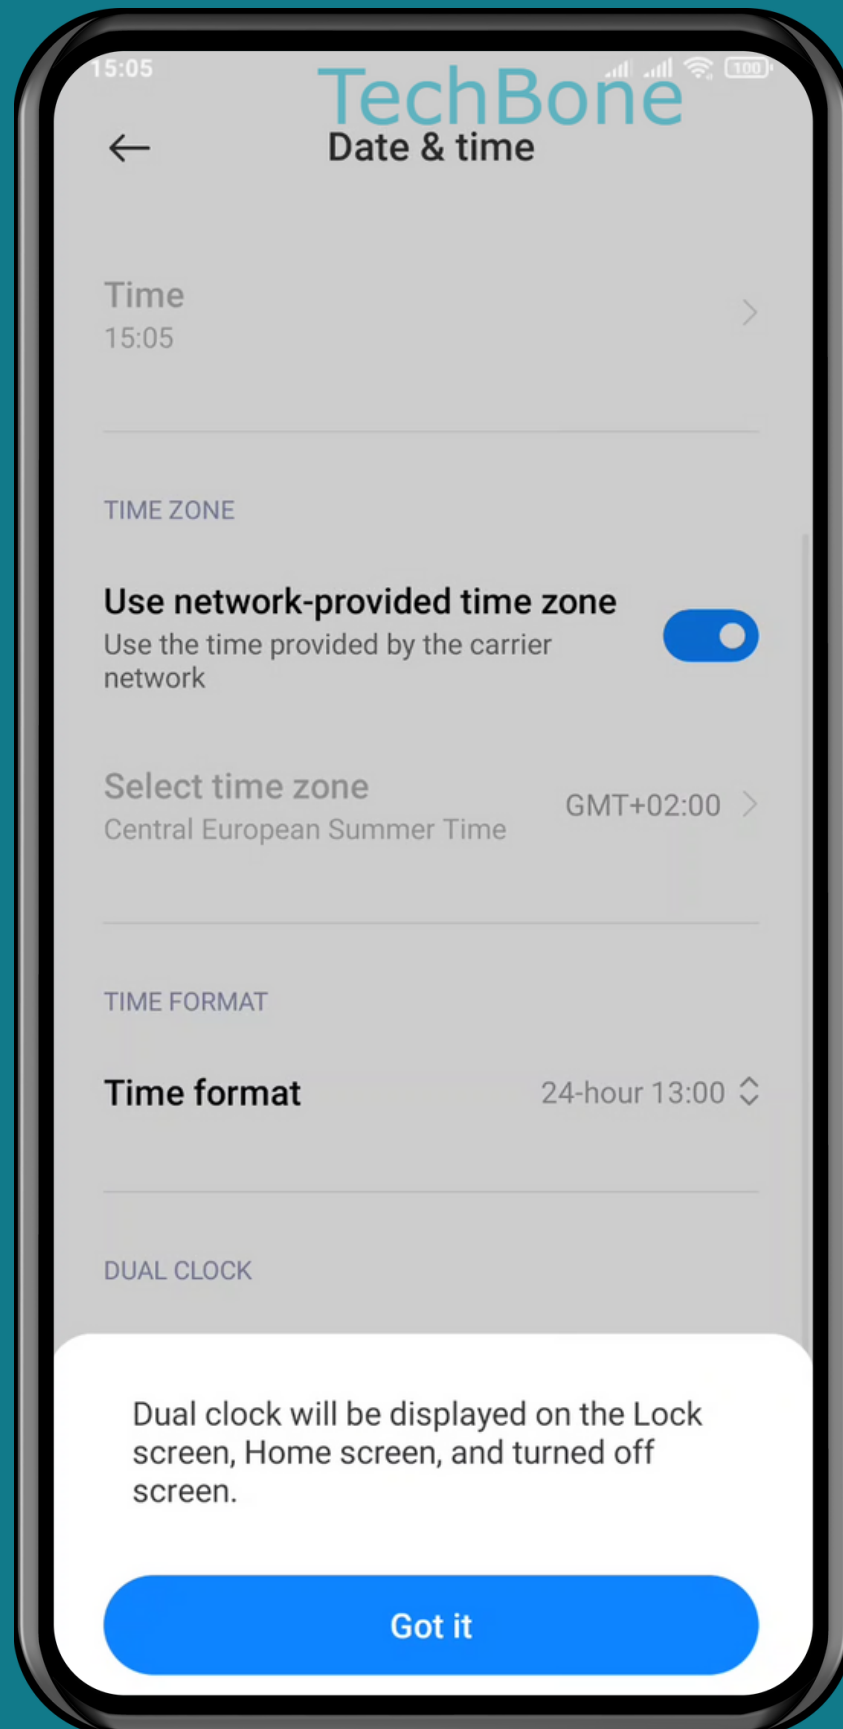 15:05
TechBone
100
Date & time
Time
15:05
TIME ZONE
Use network-provided time zone
Use the time provided by the carrier
network
Select time zone
GMT+02:00
Central European Summer Time
TIME FORMAT
Time format
24-hour 13:00
DUAL CLOCK
Dual clock will be displayed on the Lock
screen, Home screen, and turned off
screen.
Got it